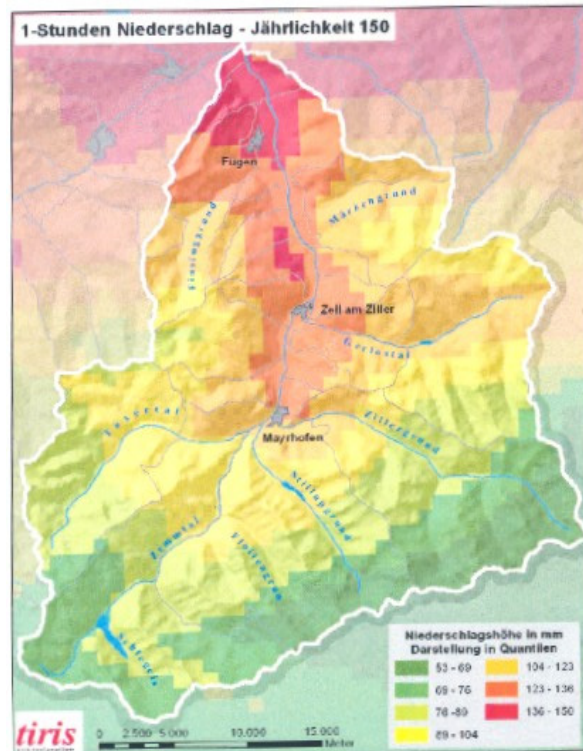 1-Stunden Niederschlag - Jährlichkeit 150
Fügen
Märzengrund
Finsinggrund
Zell am Ziller
Gerlostal
Tuxertal
Zillergrund
Mayrhofen
Stillupgrund
Zemmtal
Floitengrun
Schlegeis
Niederschlagshöhe in mm
Darstellung in Quantilen
53 - 69
104 - 123
69 - 76
123 - 136
76 - 89
136 - 150
89 - 104
tiris
0 2.500 5.000 10.000 15.000
Meter